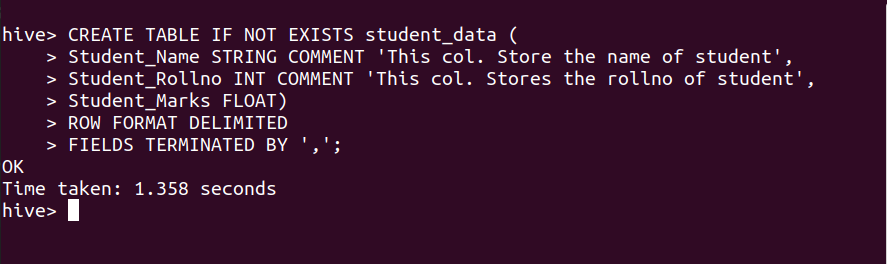 hive> CREATE TABLE IF NOT EXISTS student_data (
    > Student_Name STRING COMMENT 'This col. Store the name of student',
    > Student_Rollno INT COMMENT 'This col. Stores the rollno of student',
    > Student_Marks FLOAT)
    > ROW FORMAT DELIMITED
    > FIELDS TERMINATED BY ',';
OK
Time taken: 1.358 seconds
hive>